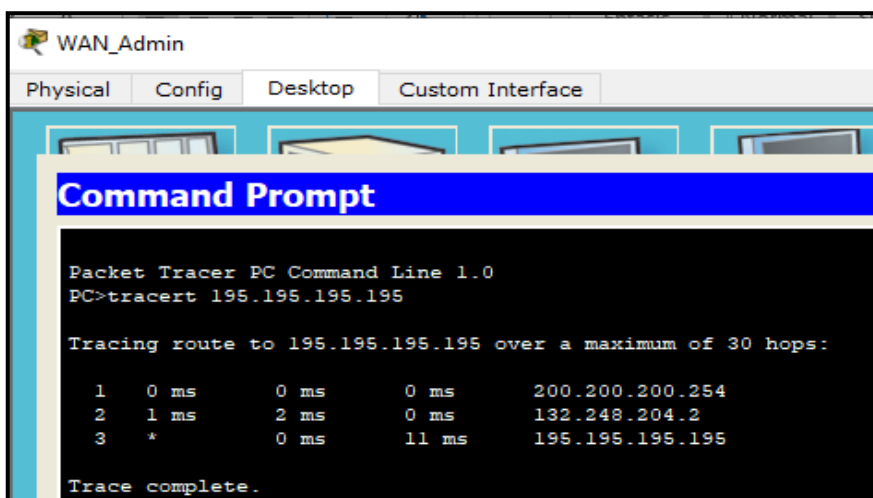 WAN_Admin
Physical Config Desktop Custom Interface
Command Prompt
Packet Tracer PC Command Line 1.0
PC>tracert 195.195.195.195
Tracing route to 195.195.195.195 over a maximum of 30 hops:
1 0 ms 0 ms 0 ms 200.200.200.254
2 1 ms 2 ms 0 ms 132.248.204.2
3 * 0 ms 11 ms 195.195.195.195
Trace complete.